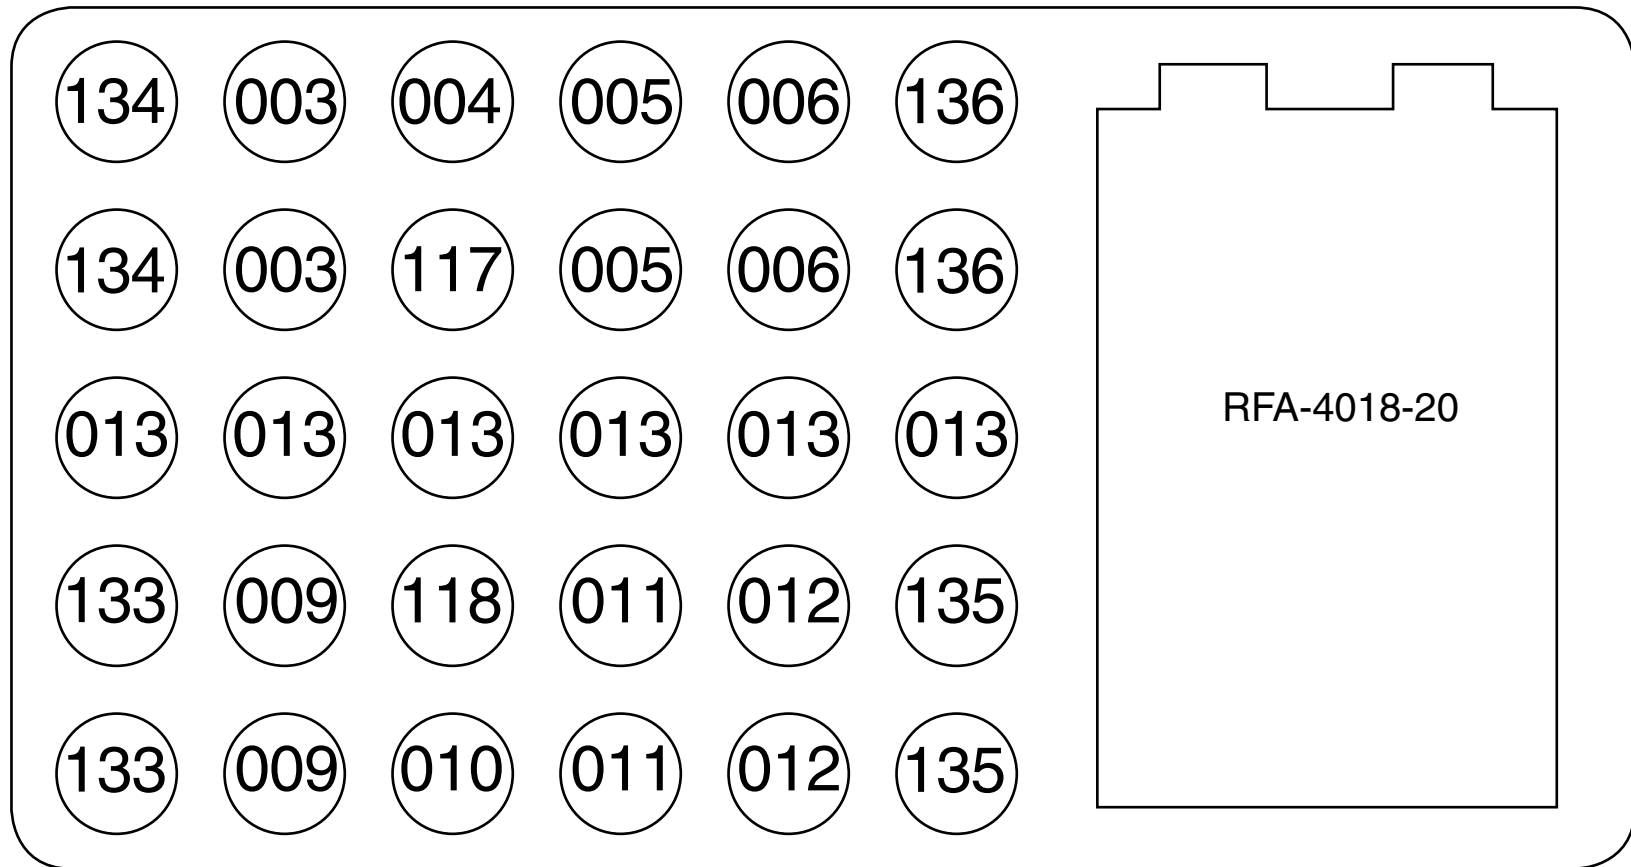 134 003 004 005 006 136
134 003 117 005 006 136
013 013 013 013 013 013
133 009 118 011 012 135
133 009 010 011 012 135
RFA-4018-20